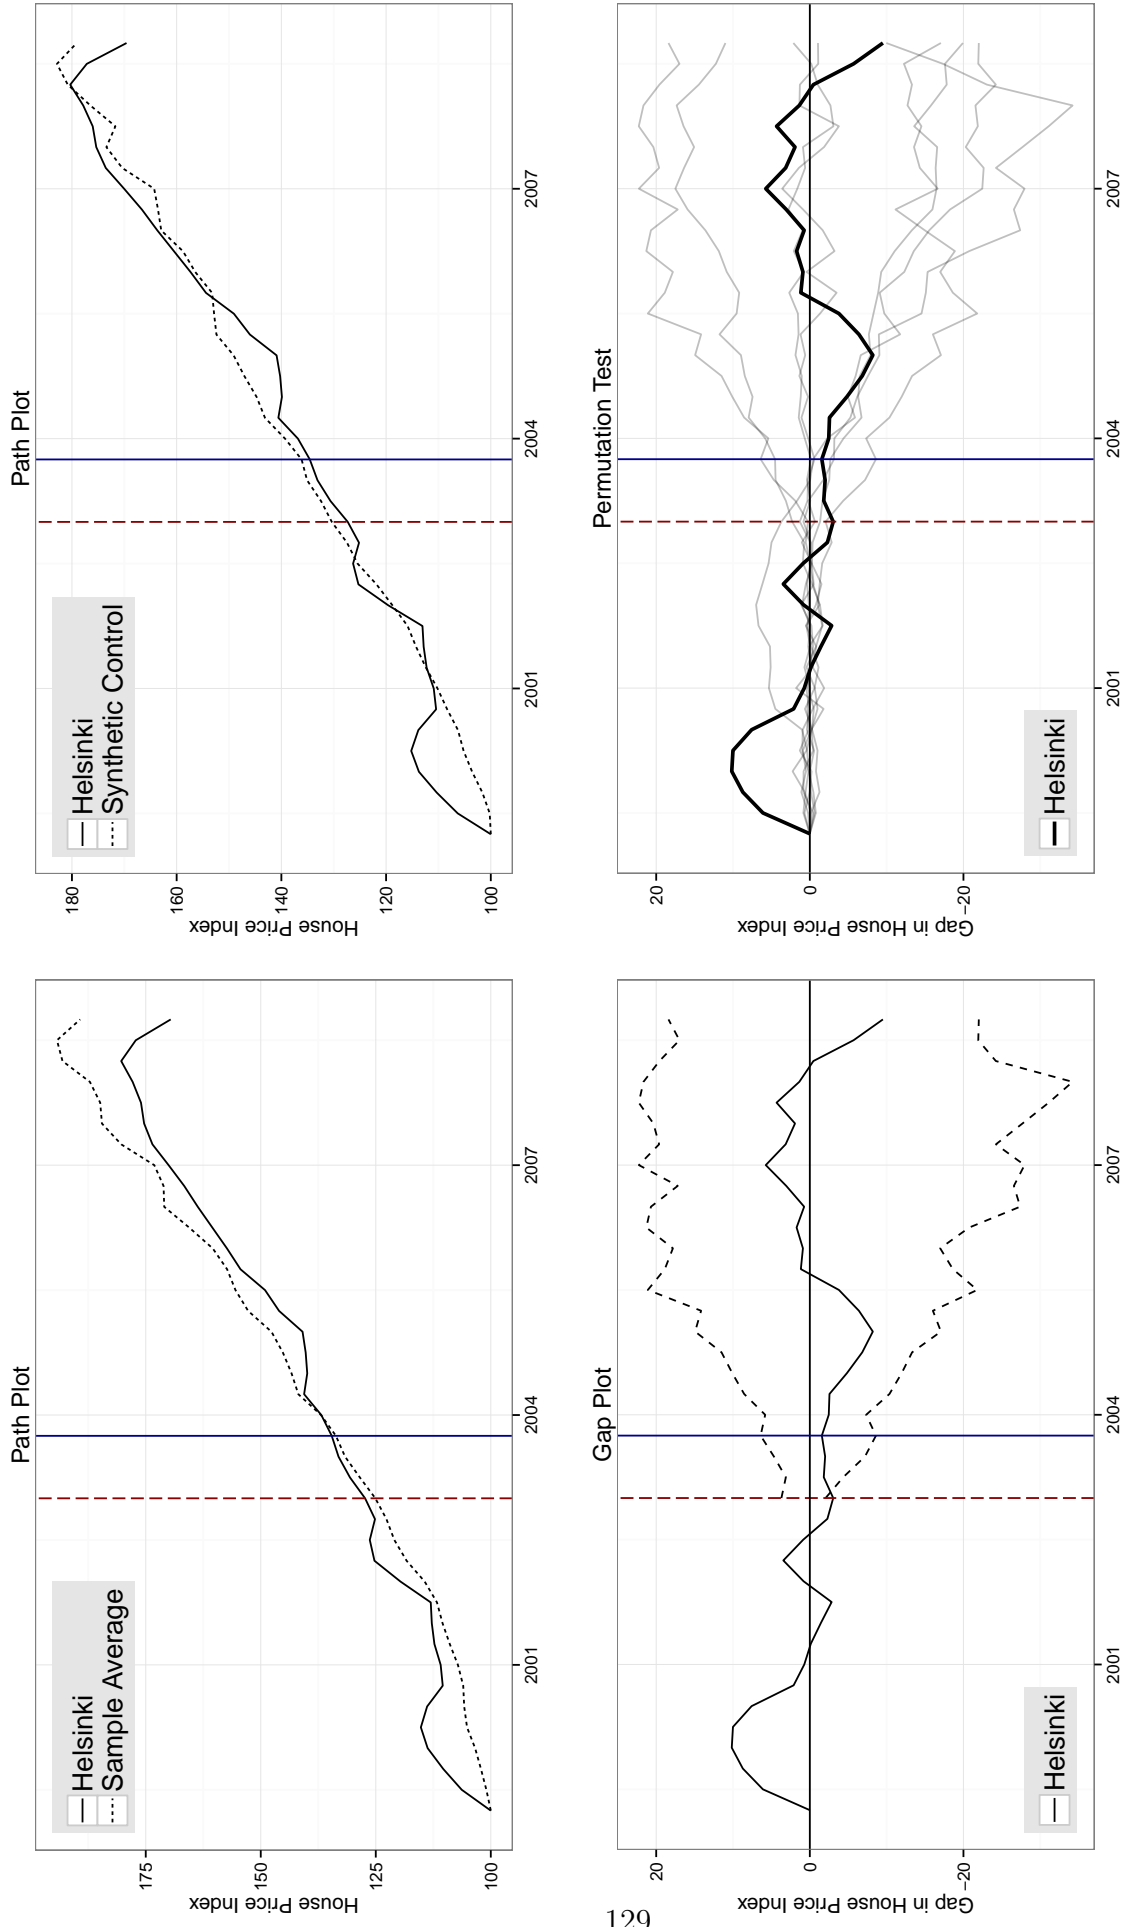 Path Plot
House Price Index
175
150
125
100
2001
2004
2007
Helsinki
Sample Average
Path Plot
House Price Index
180
160
140
120
100
2001
2004
2007
Helsinki
Synthetic Control
Gap Plot
Gap in House Price Index
20
0
−20
2001
2004
2007
Helsinki
Permutation Test
Gap in House Price Index
20
0
−20
2001
2004
2007
Helsinki
129